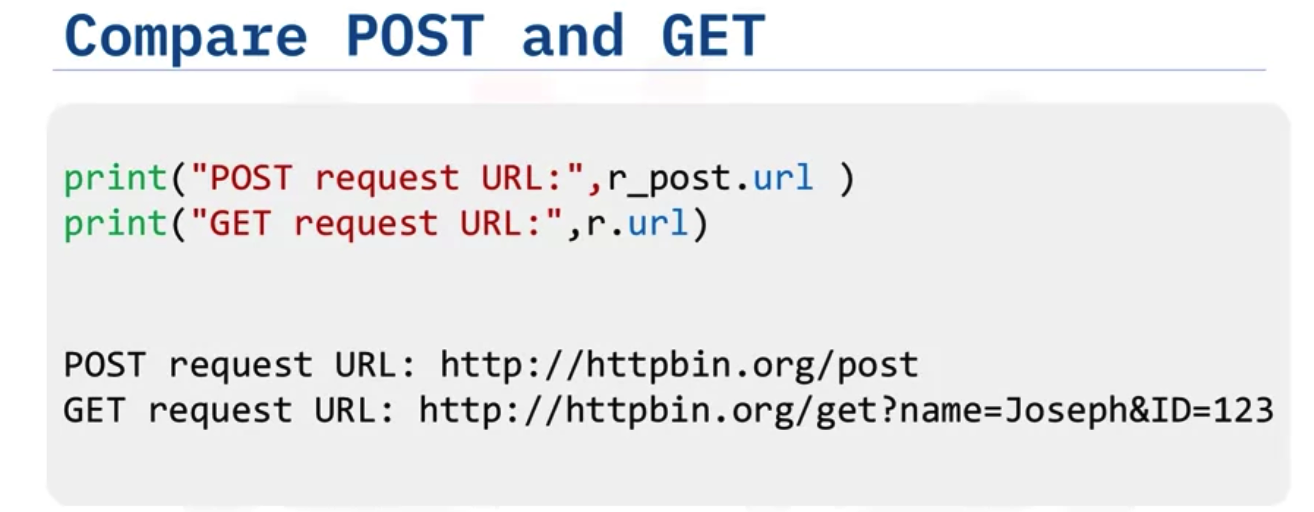 Compare POST and GET
print("POST request URL:",r_post.url )
print("GET request URL:",r.url)
POST request URL: http://httpbin.org/post
GET request URL: http://httpbin.org/get?name=Joseph&ID=123